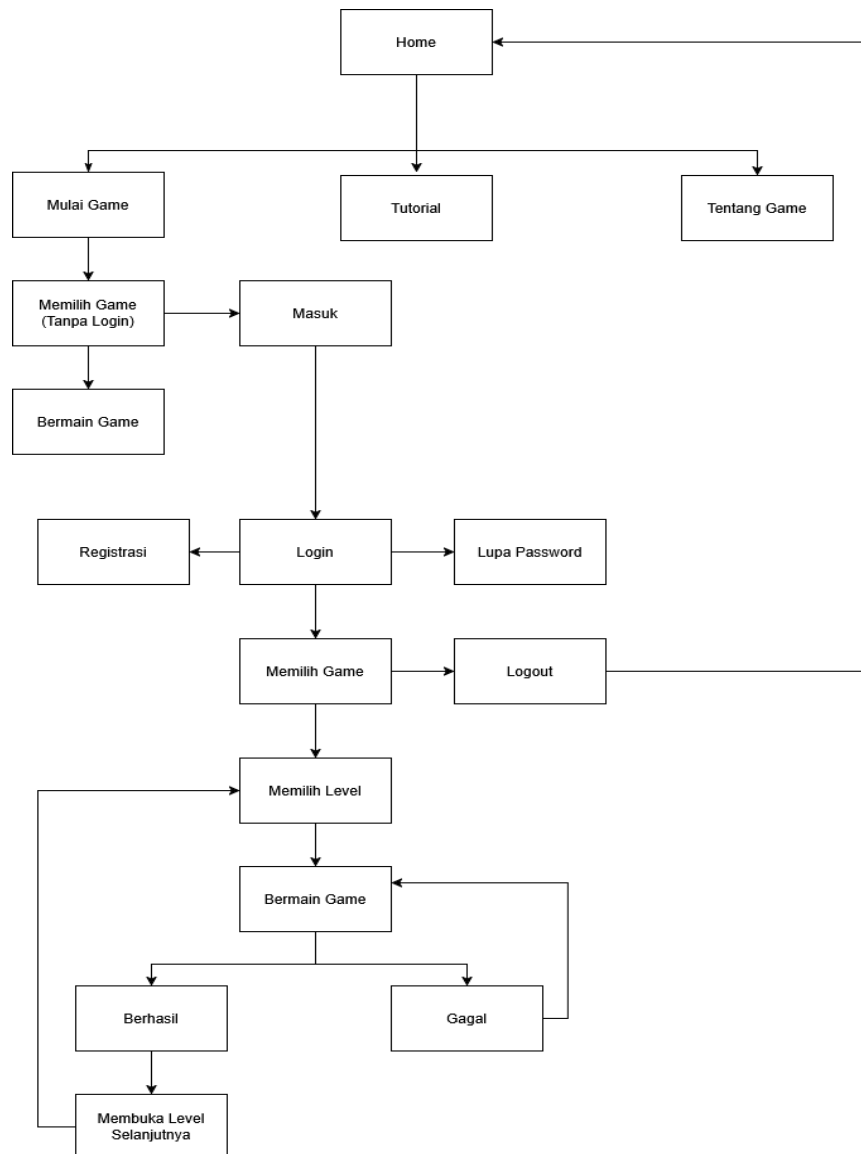 Home
Mulai Game
Tutorial
Tentang Game
Memilih Game
(Tanpa Login)
Masuk
Bermain Game
Registrasi
Login
Lupa Password
Memilih Game
Logout
Memilih Level
Bermain Game
Berhasil
Gagal
Membuka Level
Selanjutnya